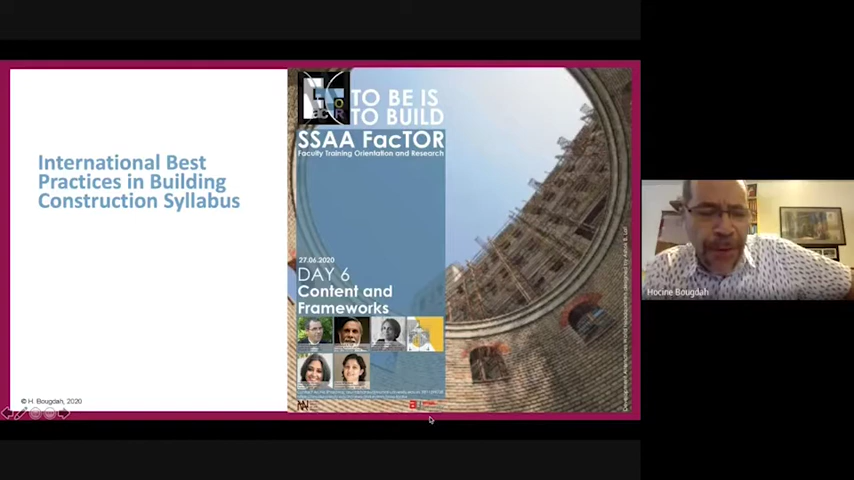 International Best
Practices in Building
Construction Syllabus
© H. Bougdah, 2020
TO BE IS
TO BUILD
SSAA FacTOR
Faculty Training Orientation and Research
27.06.2020
DAY 6
Content and
Frameworks
Hocine Bougdah